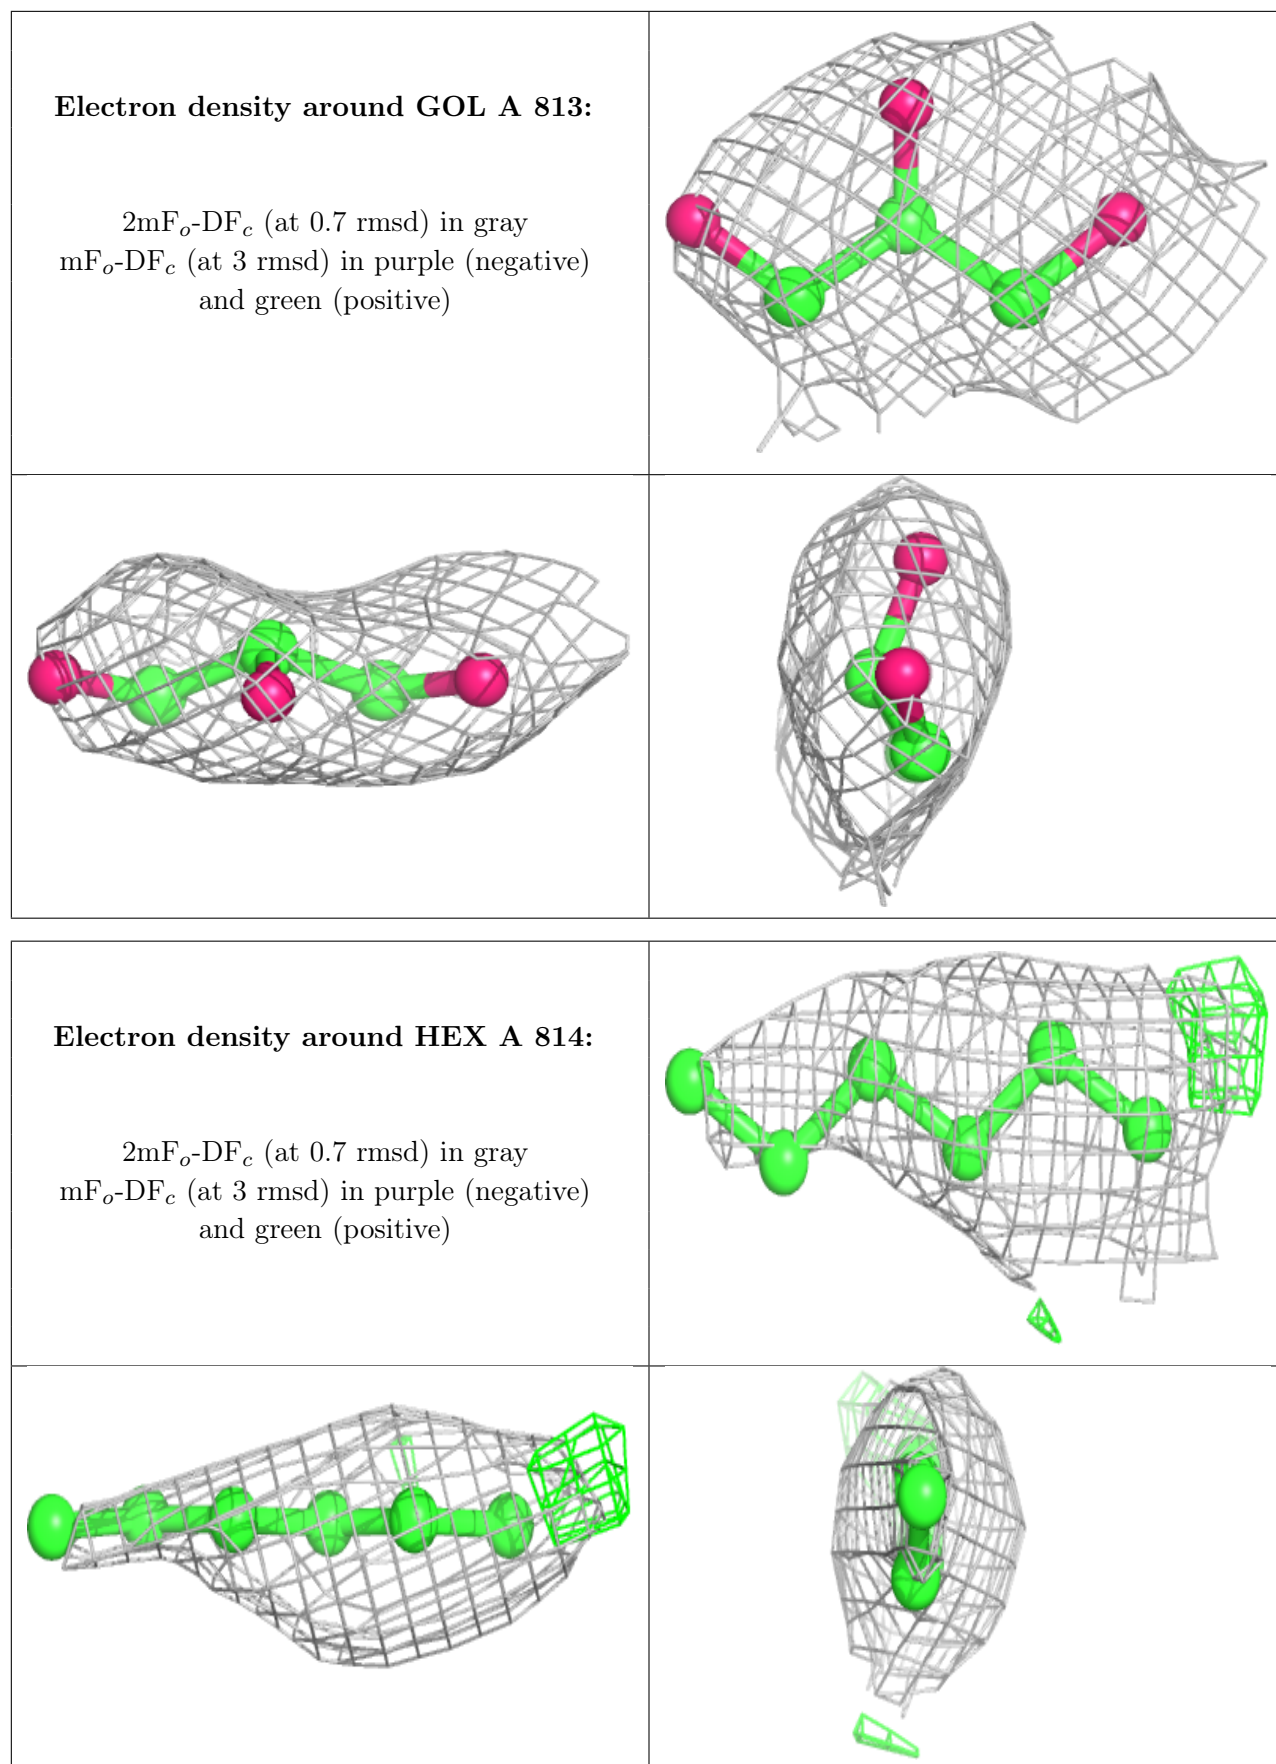 Electron density around GOL A 813:
2mFo-DFc (at 0.7 rmsd) in gray
mFo-DFc (at 3 rmsd) in purple (negative)
and green (positive)
Electron density around HEX A 814:
2mFo-DFc (at 0.7 rmsd) in gray
mFo-DFc (at 3 rmsd) in purple (negative)
and green (positive)